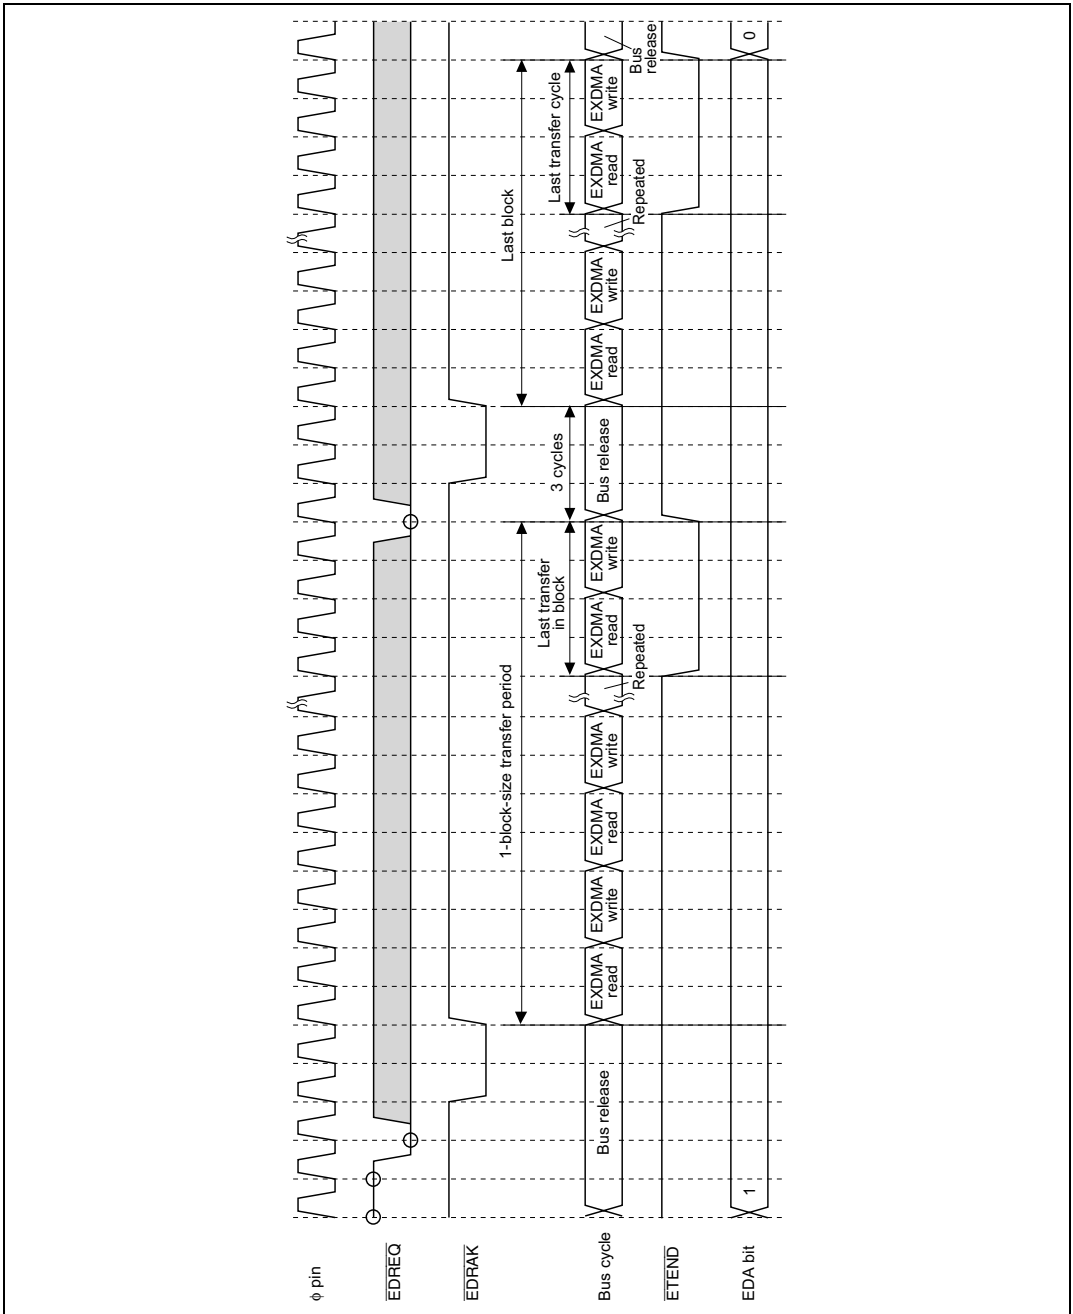 φ pin
EDREQ
EDRAK
1-block-size transfer period
Last transfer
in block
3 cycles
Last block
Last transfer cycle
Bus cycle
Bus release
EXDMA
read
EXDMA
write
EXDMA
read
EXDMA
write
Repeated
EXDMA
read
EXDMA
write
Bus release
EXDMA
read
EXDMA
write
Repeated
EXDMA
read
EXDMA
write
Bus
release
ETEND
EDA bit
1
0